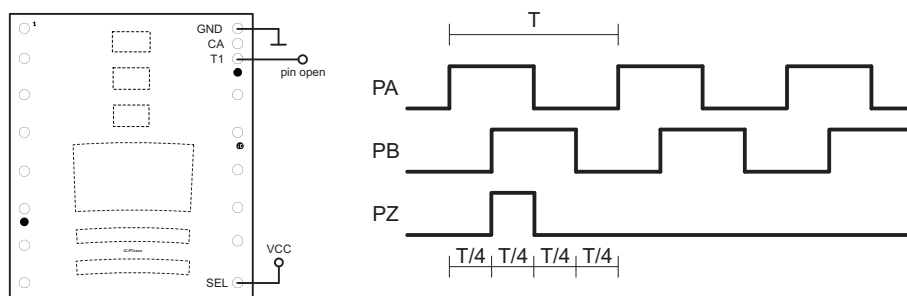 1
GND
CA
T1
pin open
VCC
SEL
T
PA
PB
PZ
T/4 T/4 T/4 T/4